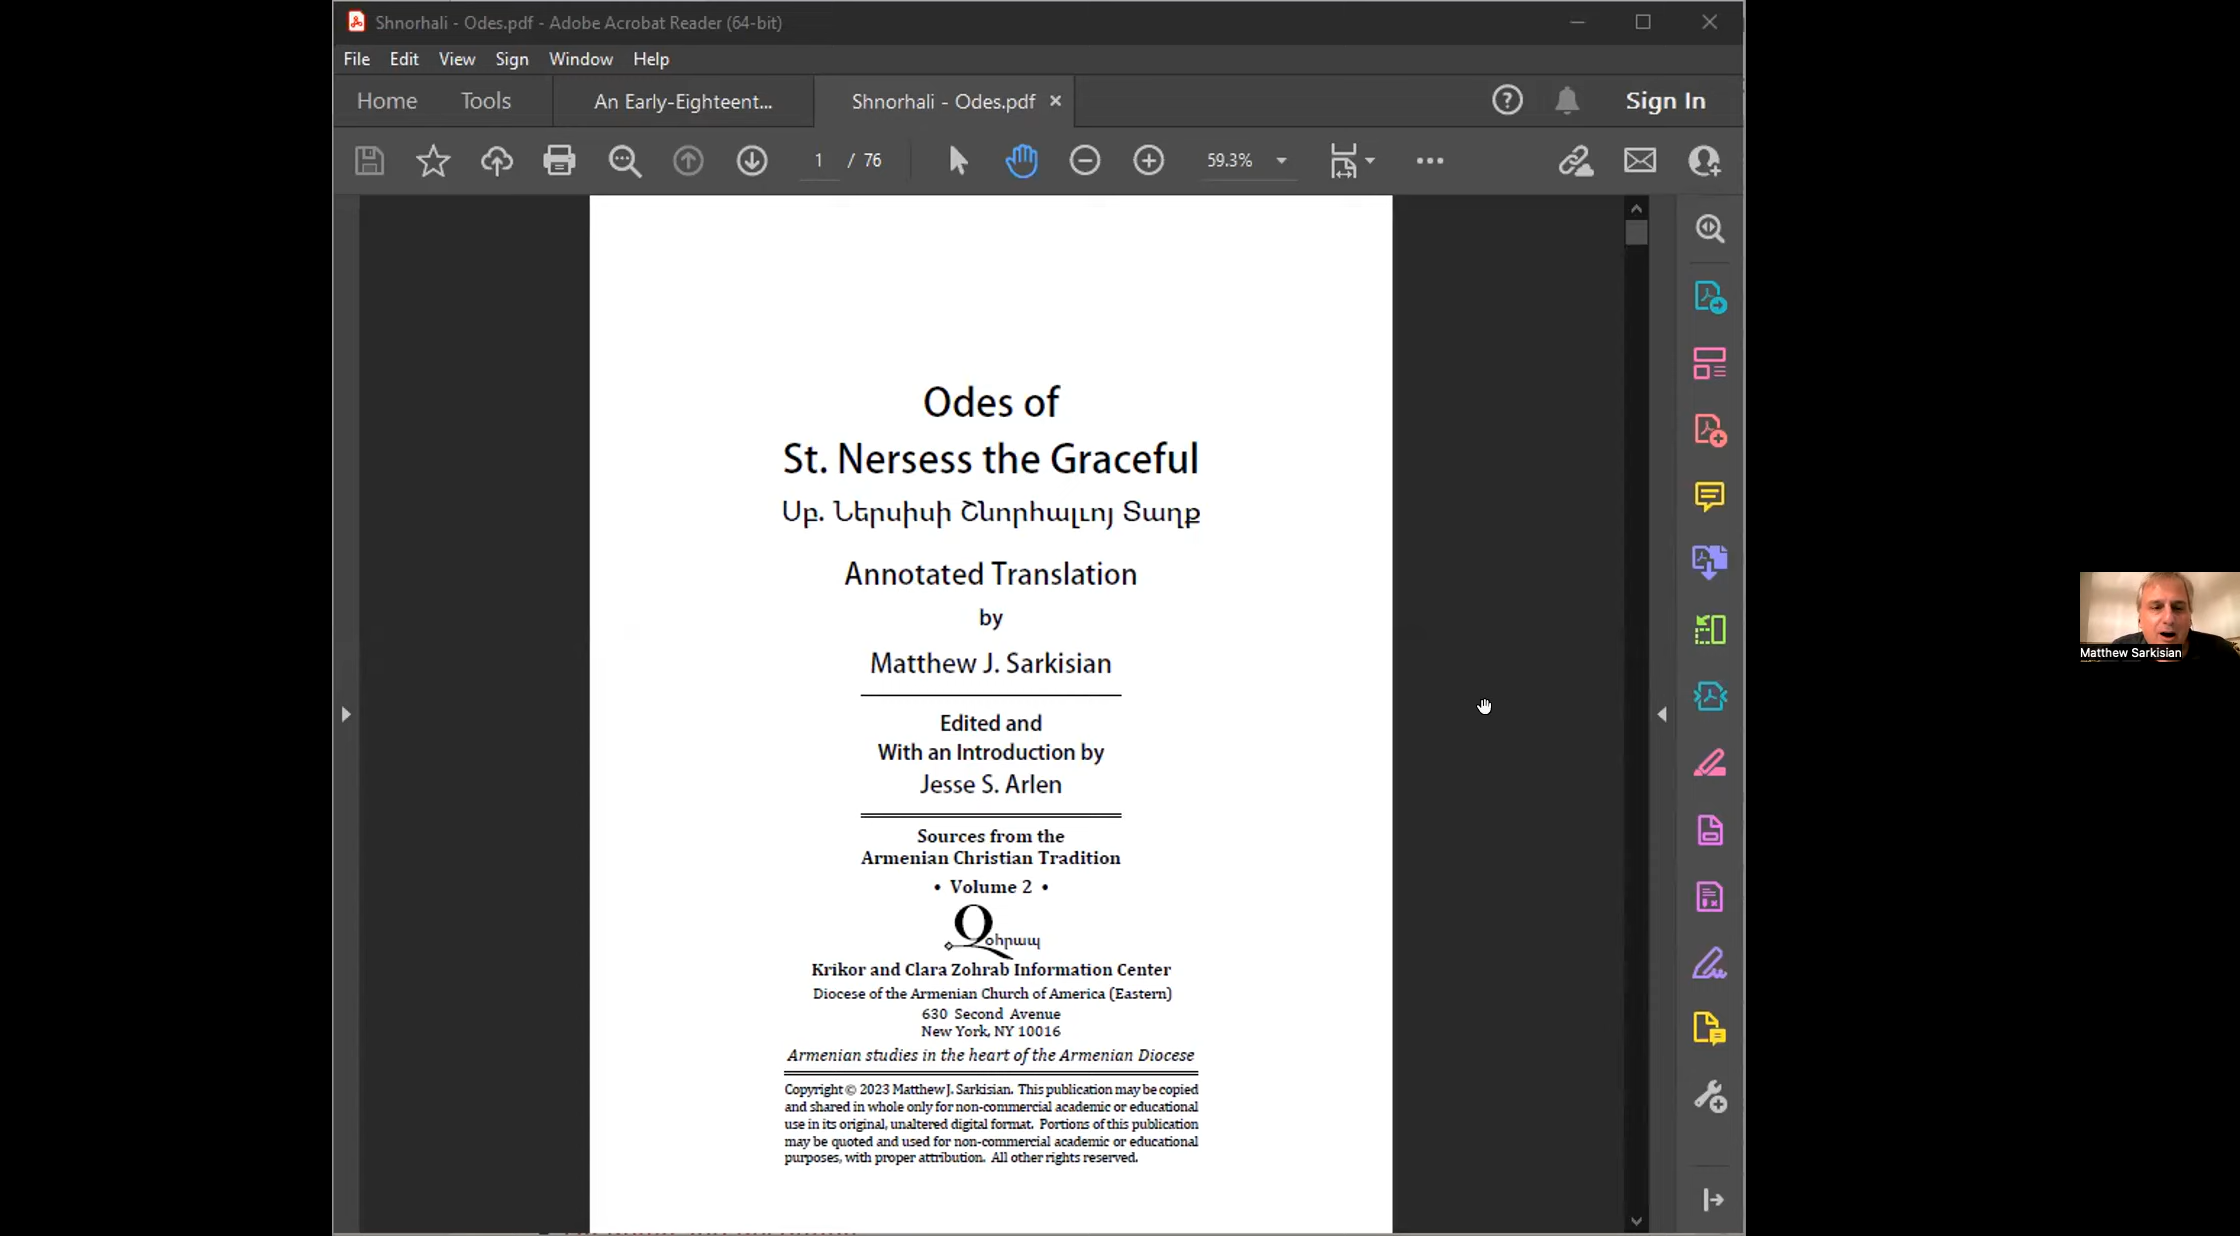 Shnorhali - Odes.pdf - Adobe Acrobat Reader (64-bit)
File Edit View Sign Window Help
Home Tools An Early-Eighteent... Shnorhali - Odes.pdf × Sign In
1 / 76 59.3%
Odes of
St. Nersess the Graceful
Սբ. Ներսիսի Շնորհալւոյ Տաղք
Annotated Translation
by
Matthew J. Sarkisian
Edited and
With an Introduction by
Jesse S. Arlen
Sources from the
Armenian Christian Tradition
• Volume 2 •
Զօհրապ
Krikor and Clara Zohrab Information Center
Diocese of the Armenian Church of America (Eastern)
630 Second Avenue
New York, NY 10016
Armenian studies in the heart of the Armenian Diocese
Copyright © 2023 Matthew J. Sarkisian. This publication may be copied
and shared in whole only for non-commercial academic or educational
use in its original, unaltered digital format. Portions of this publication
may be quoted and used for non-commercial academic or educational
purposes, with proper attribution. All other rights reserved.
Matthew Sarkisian